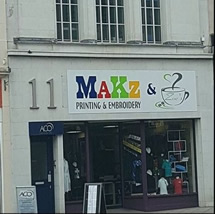 11 MAKZ &
PRINTING & EMBROIDERY
ACO